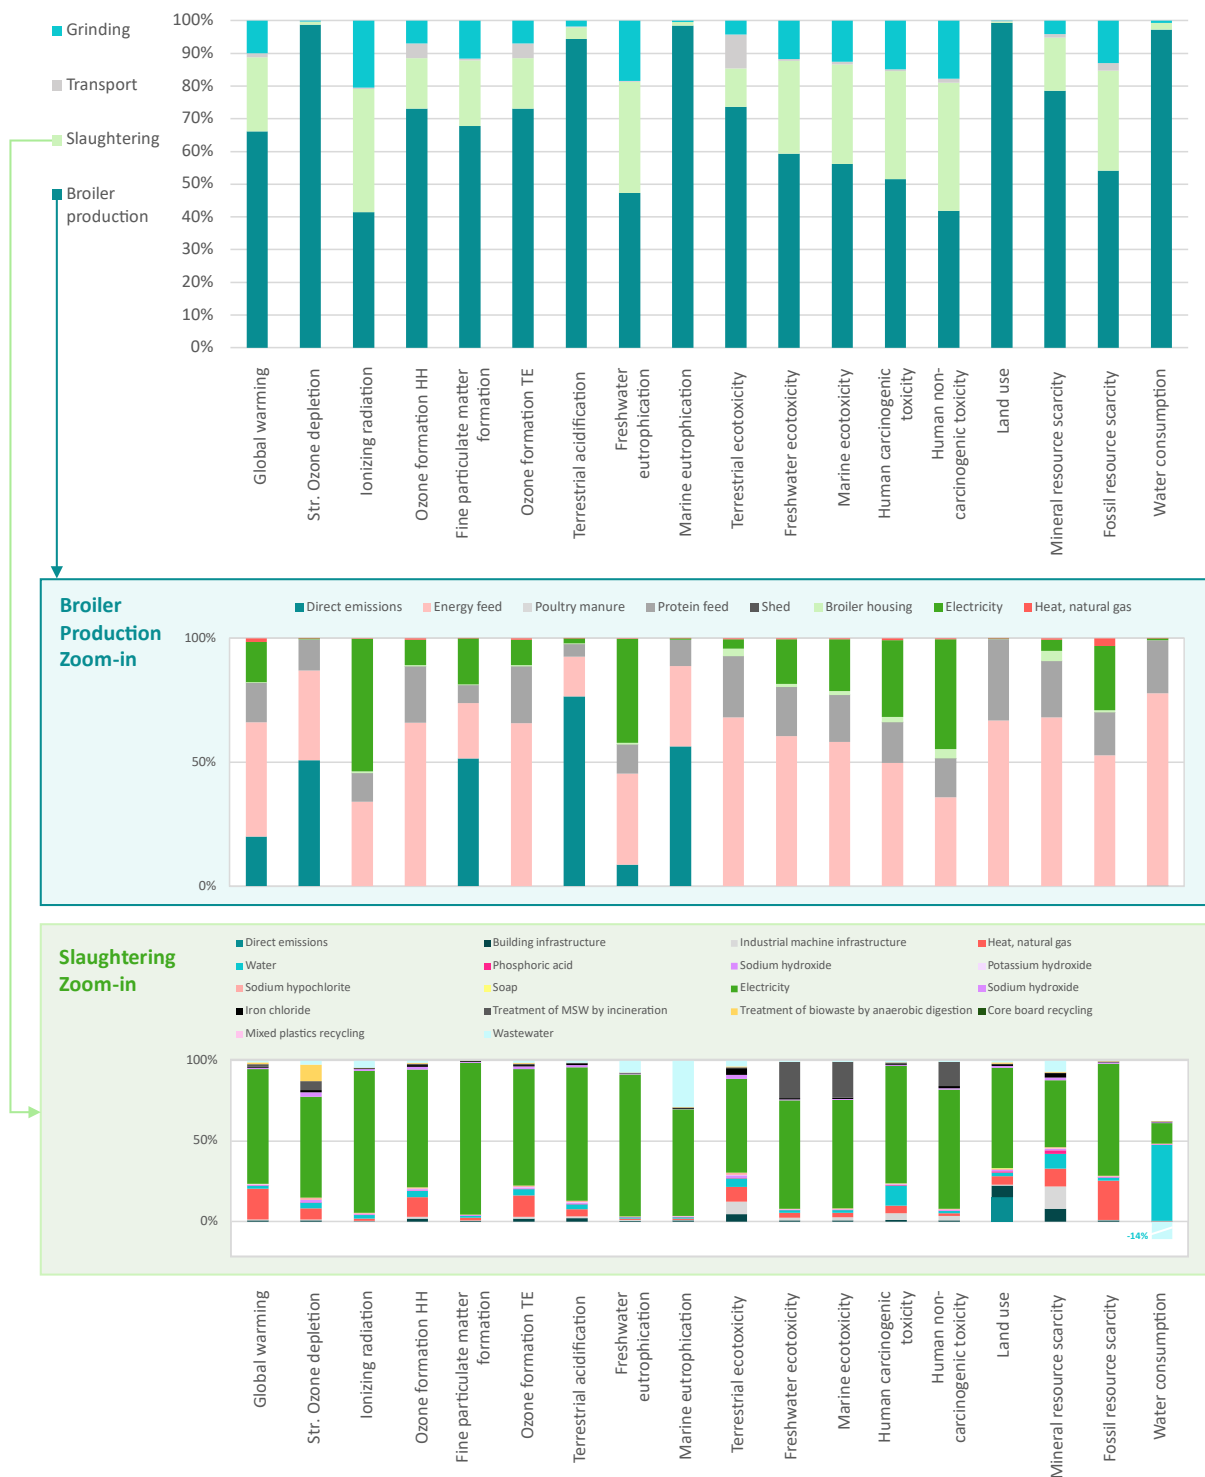 Grinding
Transport
Slaughtering
Broiler
production
100%
90%
80%
70%
60%
50%
40%
30%
20%
10%
0%
Global warming
Str. Ozone depletion
Ionizing radiation
Ozone formation HH
Fine particulate matter
formation
Ozone formation TE
Terrestrial acidification
Freshwater
eutrophication
Marine eutrophication
Terrestrial ecotoxicity
Freshwater ecotoxicity
Marine ecotoxicity
Human carcinogenic
toxicity
Human non-
carcinogenic toxicity
Land use
Mineral resource scarcity
Fossil resource scarcity
Water consumption
Broiler
Production
Zoom-in
Direct emissions
Energy feed
Poultry manure
Protein feed
Shed
Broiler housing
Electricity
Heat, natural gas
100%
50%
0%
Slaughtering
Zoom-in
Direct emissions
Building infrastructure
Industrial machine infrastructure
Heat, natural gas
Water
Phosphoric acid
Sodium hydroxide
Potassium hydroxide
Sodium hypochlorite
Soap
Electricity
Sodium hydroxide
Iron chloride
Treatment of MSW by incineration
Treatment of biowaste by anaerobic digestion
Core board recycling
Mixed plastics recycling
Wastewater
100%
50%
0%
-14%
Global warming
Str. Ozone depletion
Ionizing radiation
Ozone formation HH
Fine particulate matter
formation
Ozone formation TE
Terrestrial acidification
Freshwater
eutrophication
Marine eutrophication
Terrestrial ecotoxicity
Freshwater ecotoxicity
Marine ecotoxicity
Human carcinogenic
toxicity
Human non-
carcinogenic toxicity
Land use
Mineral resource scarcity
Fossil resource scarcity
Water consumption